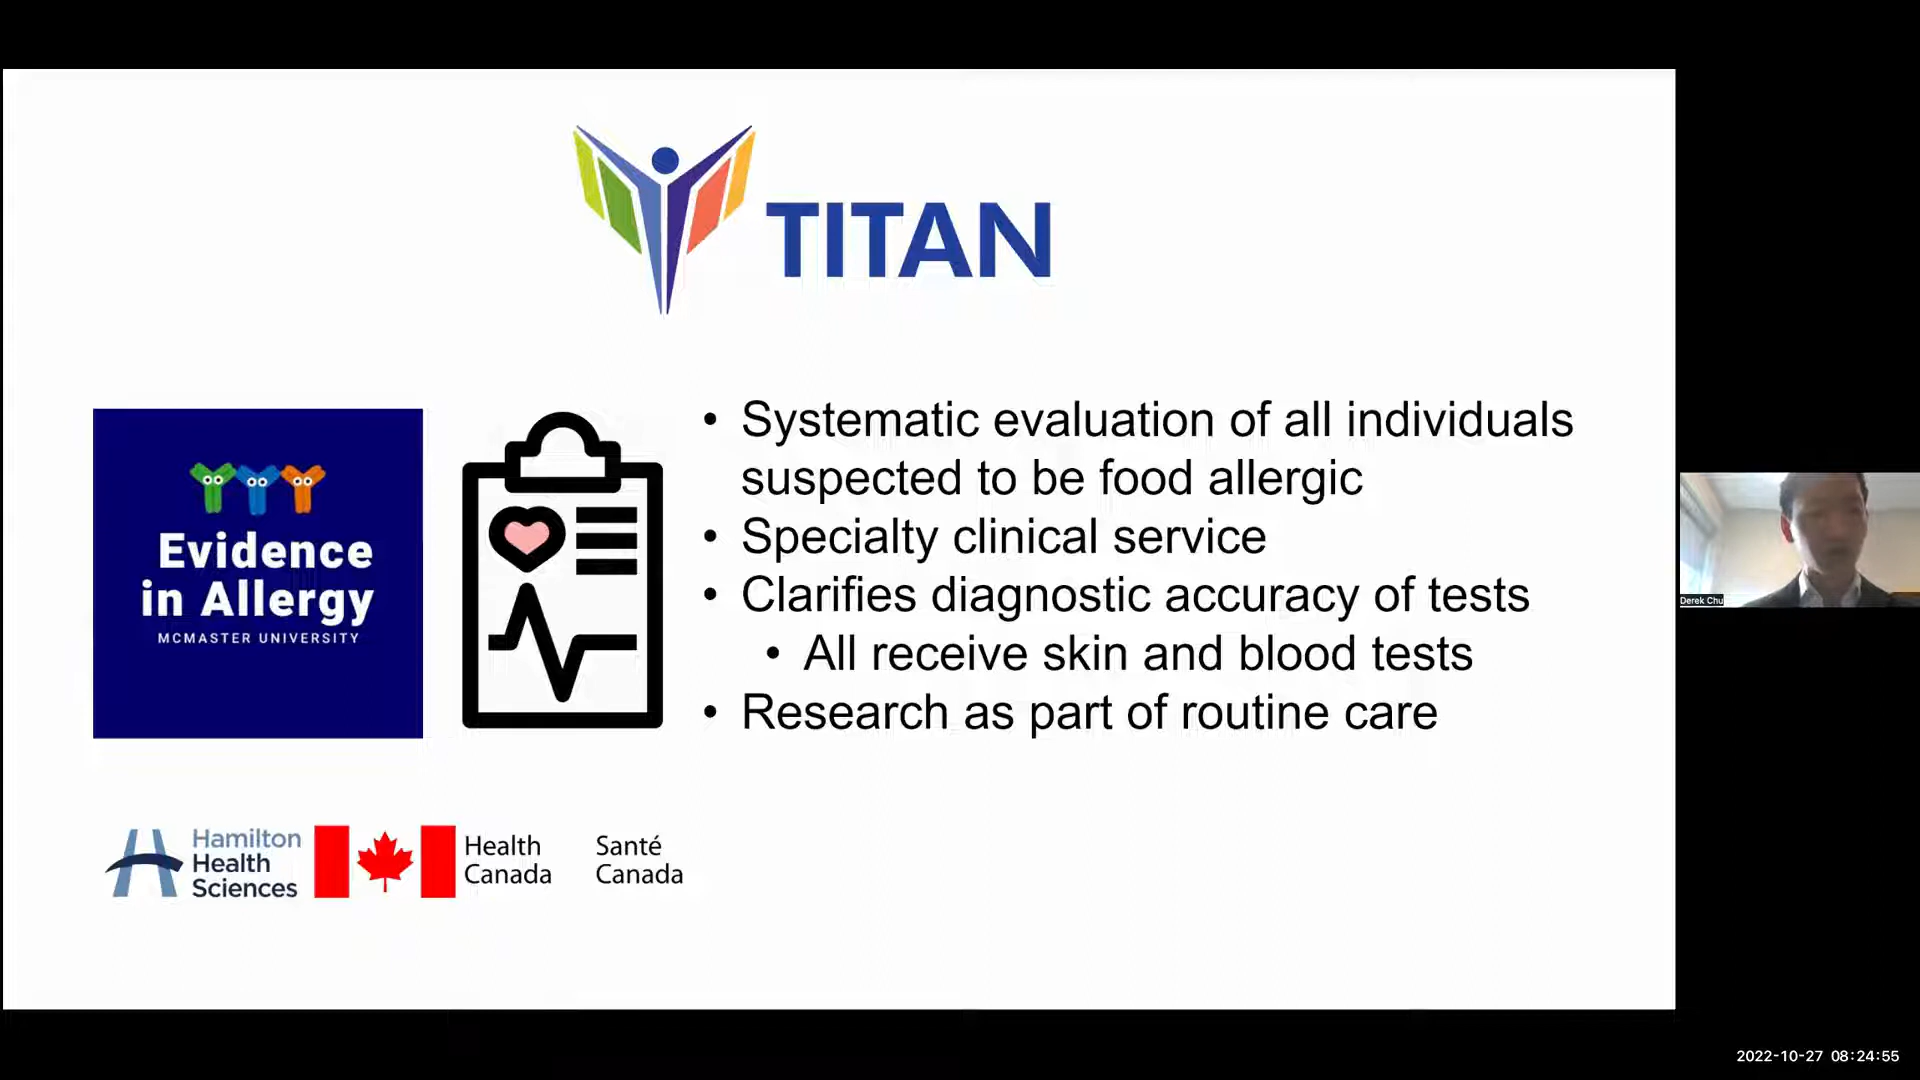 TITAN
Evidence
in Allergy
MCMASTER UNIVERSITY
• Systematic evaluation of all individuals
suspected to be food allergic
• Specialty clinical service
• Clarifies diagnostic accuracy of tests
• All receive skin and blood tests
• Research as part of routine care
Hamilton
Health
Sciences
Health
Canada
Santé
Canada
Derek Chu
2022-10-27 08:24:55